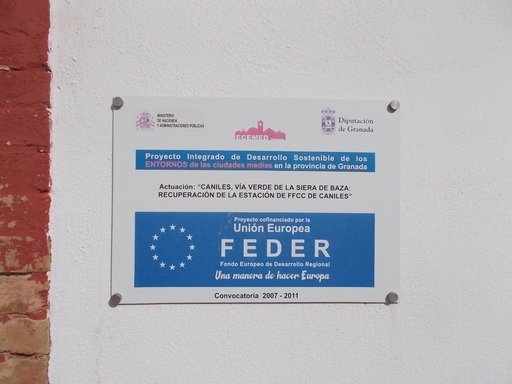 MINISTERIO
DE HACIENDA
Y ADMINISTRACIONES PÚBLICAS
ECEMED
Diputación
de Granada
Proyecto Integrado de Desarrollo Sostenible de los
ENTORNOS de las ciudades medias en la provincia de Granada
Actuación: "CANILES, VÍA VERDE DE LA SIERA DE BAZA:
RECUPERACIÓN DE LA ESTACIÓN DE FFCC DE CANILES"
Proyecto cofinanciado por la
Unión Europea
FEDER
Fondo Europeo de Desarrollo Regional
Una manera de hacer Europa
Convocatoria 2007 - 2011